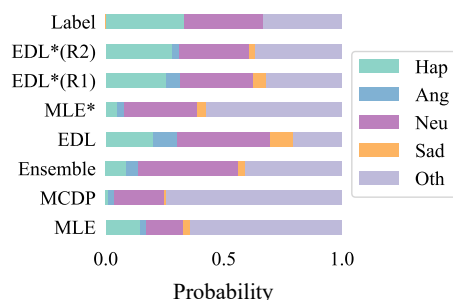 Label
EDL*(R2)
EDL*(R1)
MLE*
EDL
Ensemble
MCDP
MLE
0.0 0.5 1.0
Probability
Hap
Ang
Neu
Sad
Oth